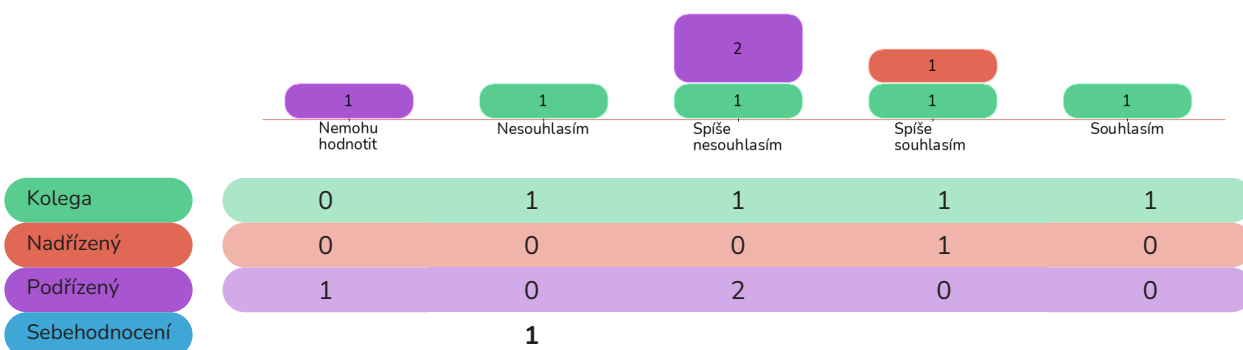 2
1
1 1 1 1 1
Nemohu hodnotit
Nesouhlasím
Spíše nesouhlasím
Spíše souhlasím
Souhlasím
Kolega 0 1 1 1 1
Nadřízený 0 0 0 1 0
Podřízený 1 0 2 0 0
Sebehodnocení 1